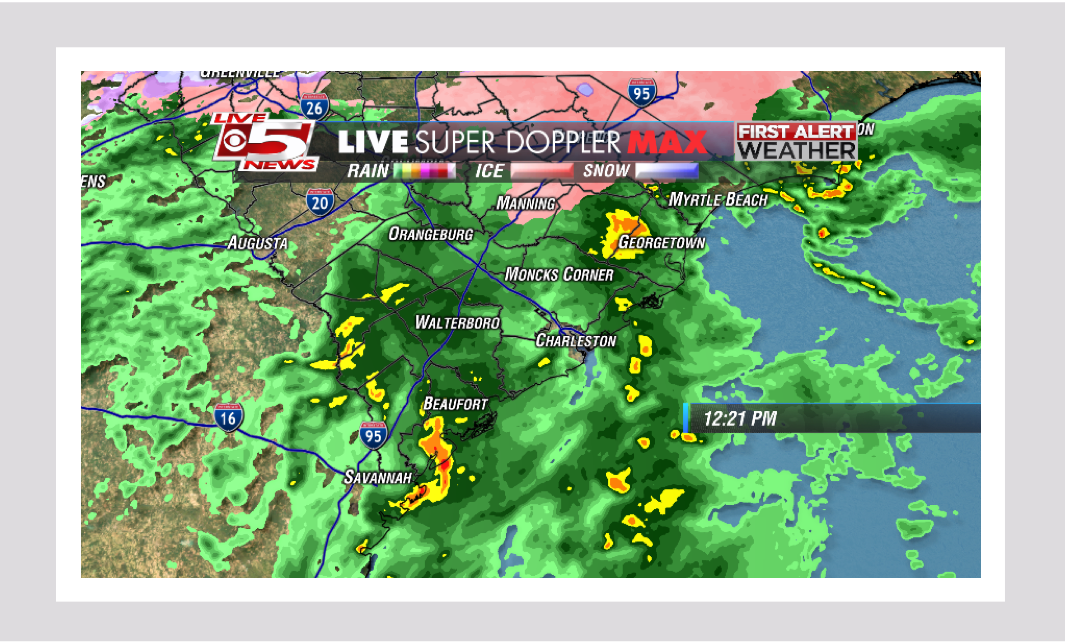 GREENVILLE
95
26
LIVE
5
NEWS
LIVE SUPER DOPPLER MAX
FIRST ALERT
WEATHER
ON
RAIN ICE SNOW
ENS
20
MANNING
MYRTLE BEACH
AUGUSTA
ORANGEBURG
GEORGETOWN
MONCKS CORNER
WALTERBORO
CHARLESTON
BEAUFORT
16
12:21 PM
95
SAVANNAH